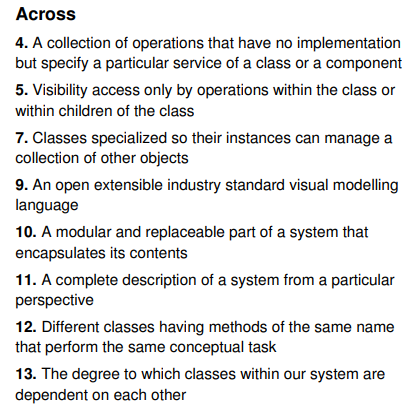 Across
4. A collection of operations that have no implementation
but specify a particular service of a class or a component
5. Visibility access only by operations within the class or
within children of the class
7. Classes specialized so their instances can manage a
collection of other objects
9. An open extensible industry standard visual modelling
language
10. A modular and replaceable part of a system that
encapsulates its contents
11. A complete description of a system from a particular
perspective
12. Different classes having methods of the same name
that perform the same conceptual task
13. The degree to which classes within our system are
dependent on each other